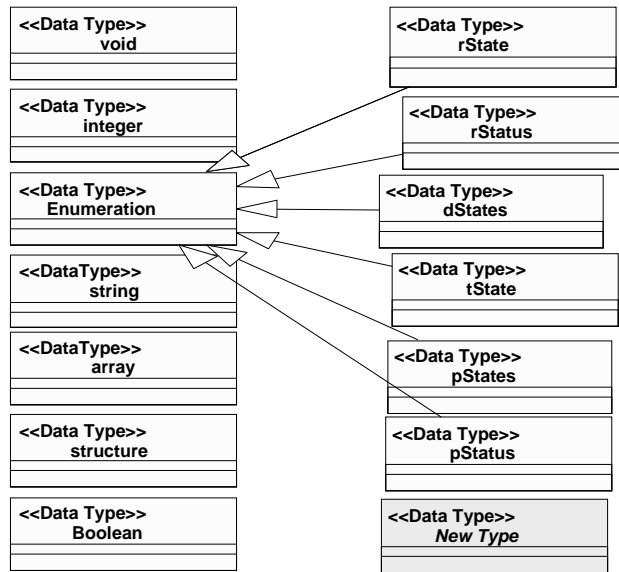 <<Data Type>>
void
<<Data Type>>
integer
<<Data Type>>
Enumeration
<<DataType>>
string
<<DataType>>
array
<<Data Type>>
structure
<<Data Type>>
Boolean
<<Data Type>>
rState
<<Data Type>>
rStatus
<<Data Type>>
dStates
<<Data Type>>
tState
<<Data Type>>
pStates
<<Data Type>>
pStatus
<<Data Type>>
New Type